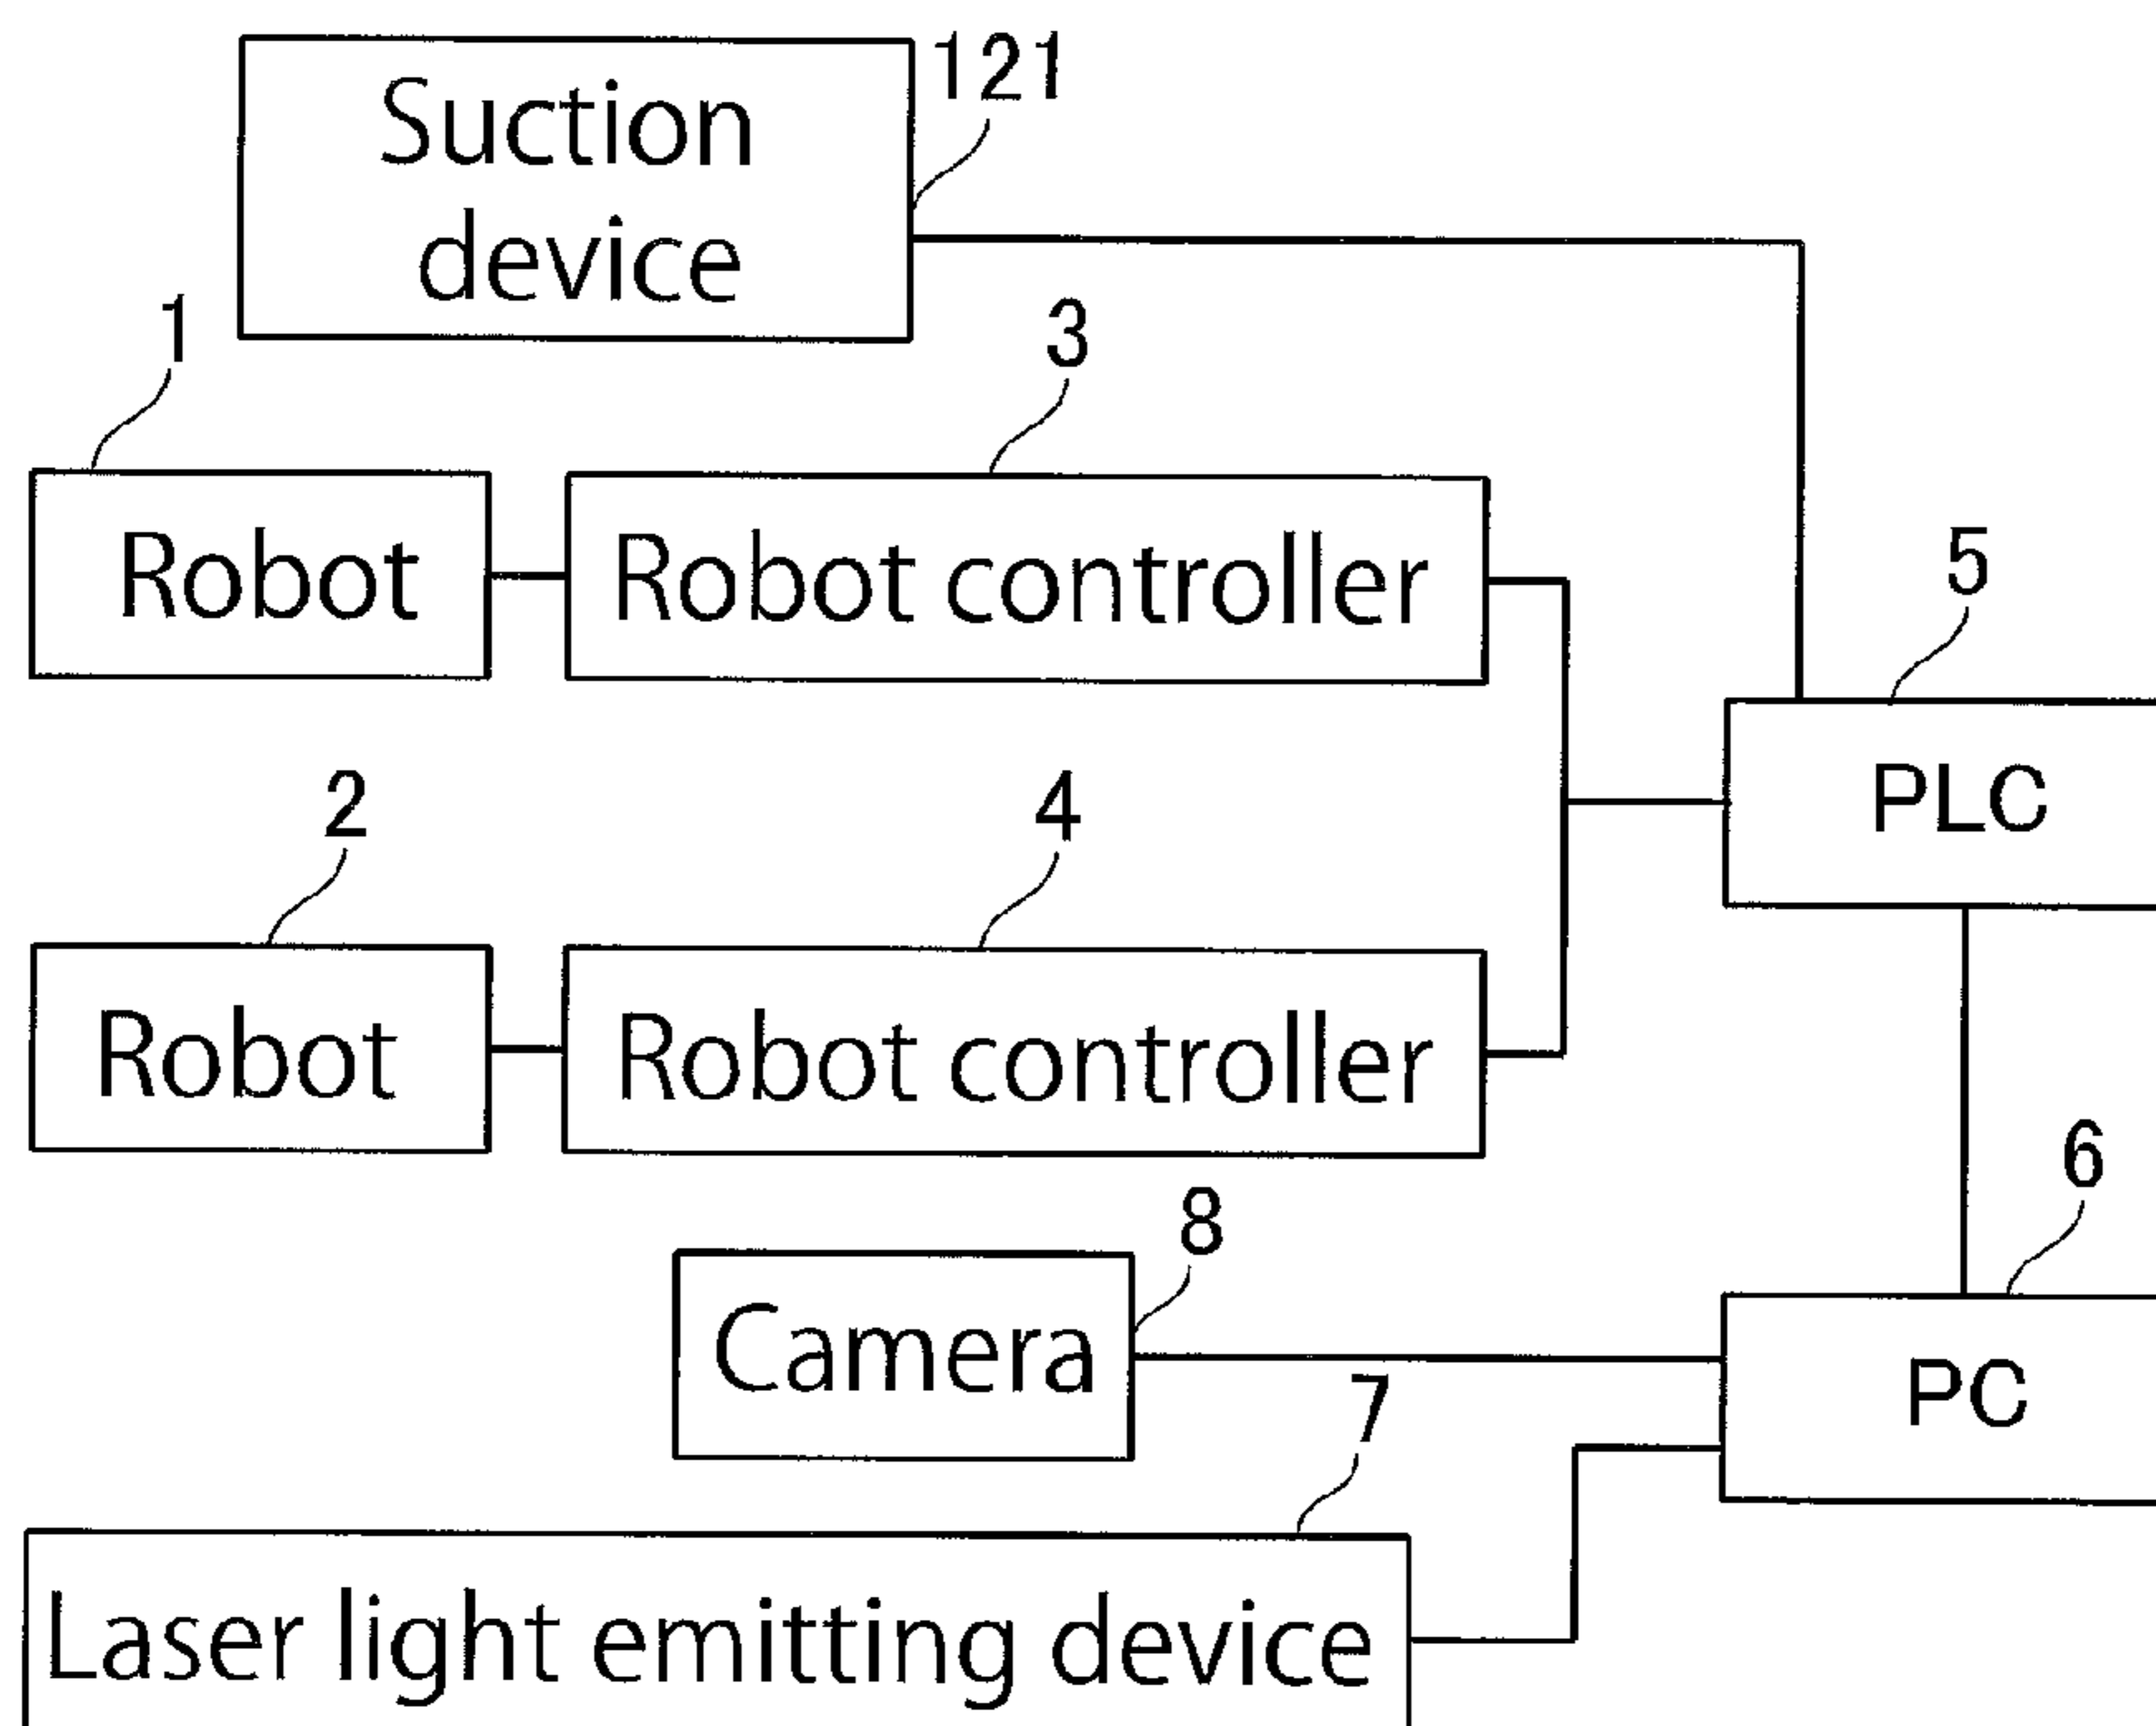 121
Suction
device
1
3
Robot
Robot controller
5
PLC
2
4
Robot
Robot controller
6
8
Camera
PC
7
Laser light emitting device